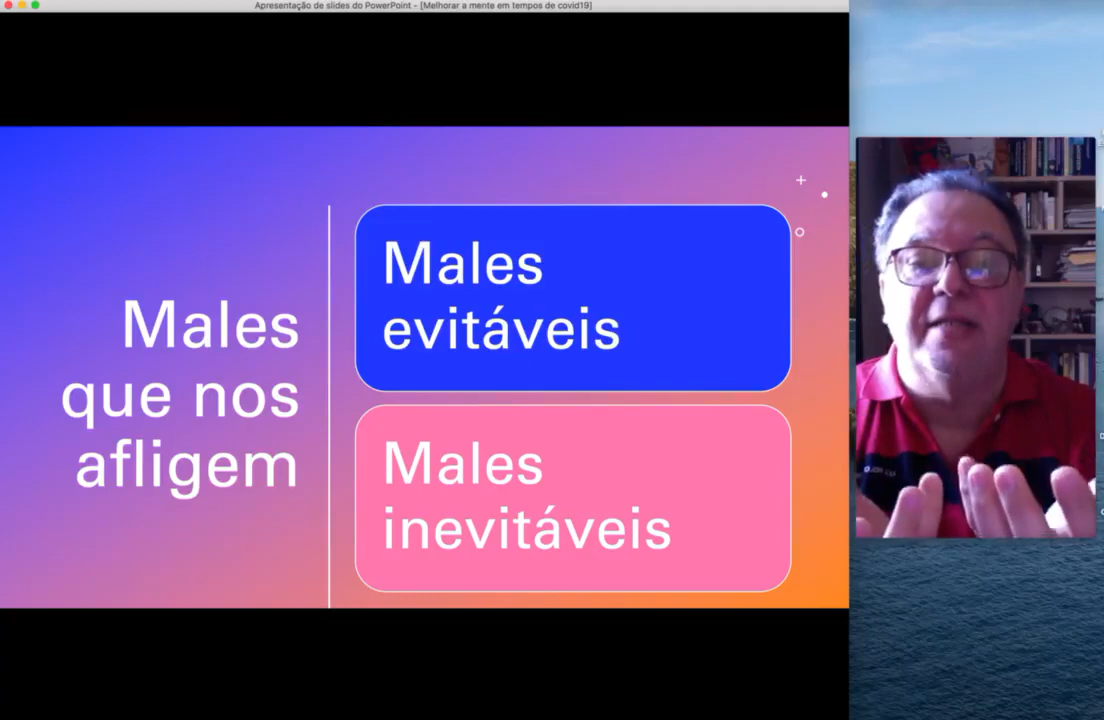 Apresentação de slides do PowerPoint - [Melhorar a mente em tempos de covid19]
Males
que nos
afligem
Males
evitáveis
Males
inevitáveis